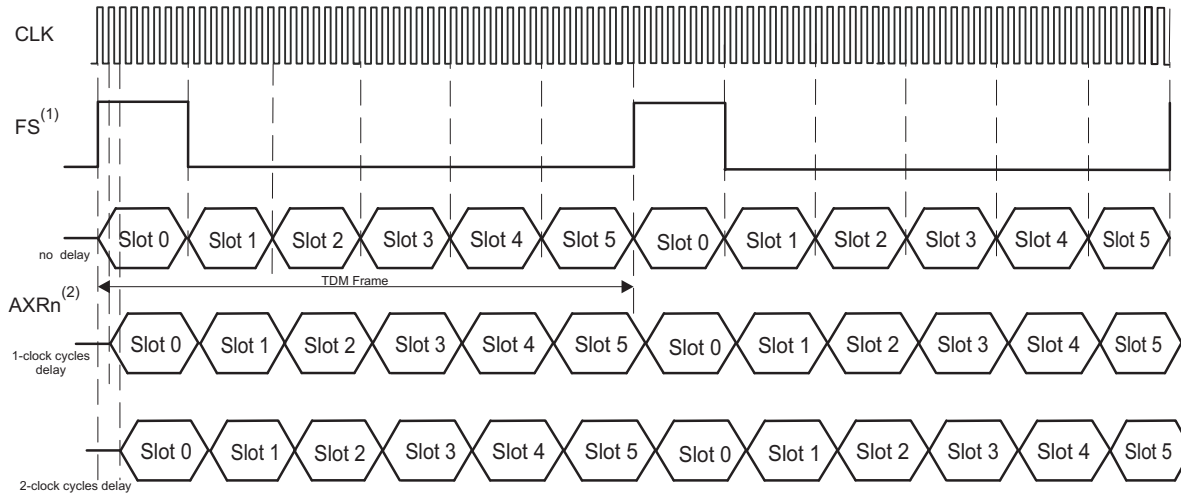 CLK
FS(1)
Slot 0 Slot 1 Slot 2 Slot 3 Slot 4 Slot 5 Slot 0 Slot 1 Slot 2 Slot 3 Slot 4 Slot 5
no delay
TDM Frame
AXRn(2)
Slot 0 Slot 1 Slot 2 Slot 3 Slot 4 Slot 5 Slot 0 Slot 1 Slot 2 Slot 3 Slot 4 Slot 5
1-clock cycles
delay
Slot 0 Slot 1 Slot 2 Slot 3 Slot 4 Slot 5 Slot 0 Slot 1 Slot 2 Slot 3 Slot 4 Slot 5
2-clock cycles delay